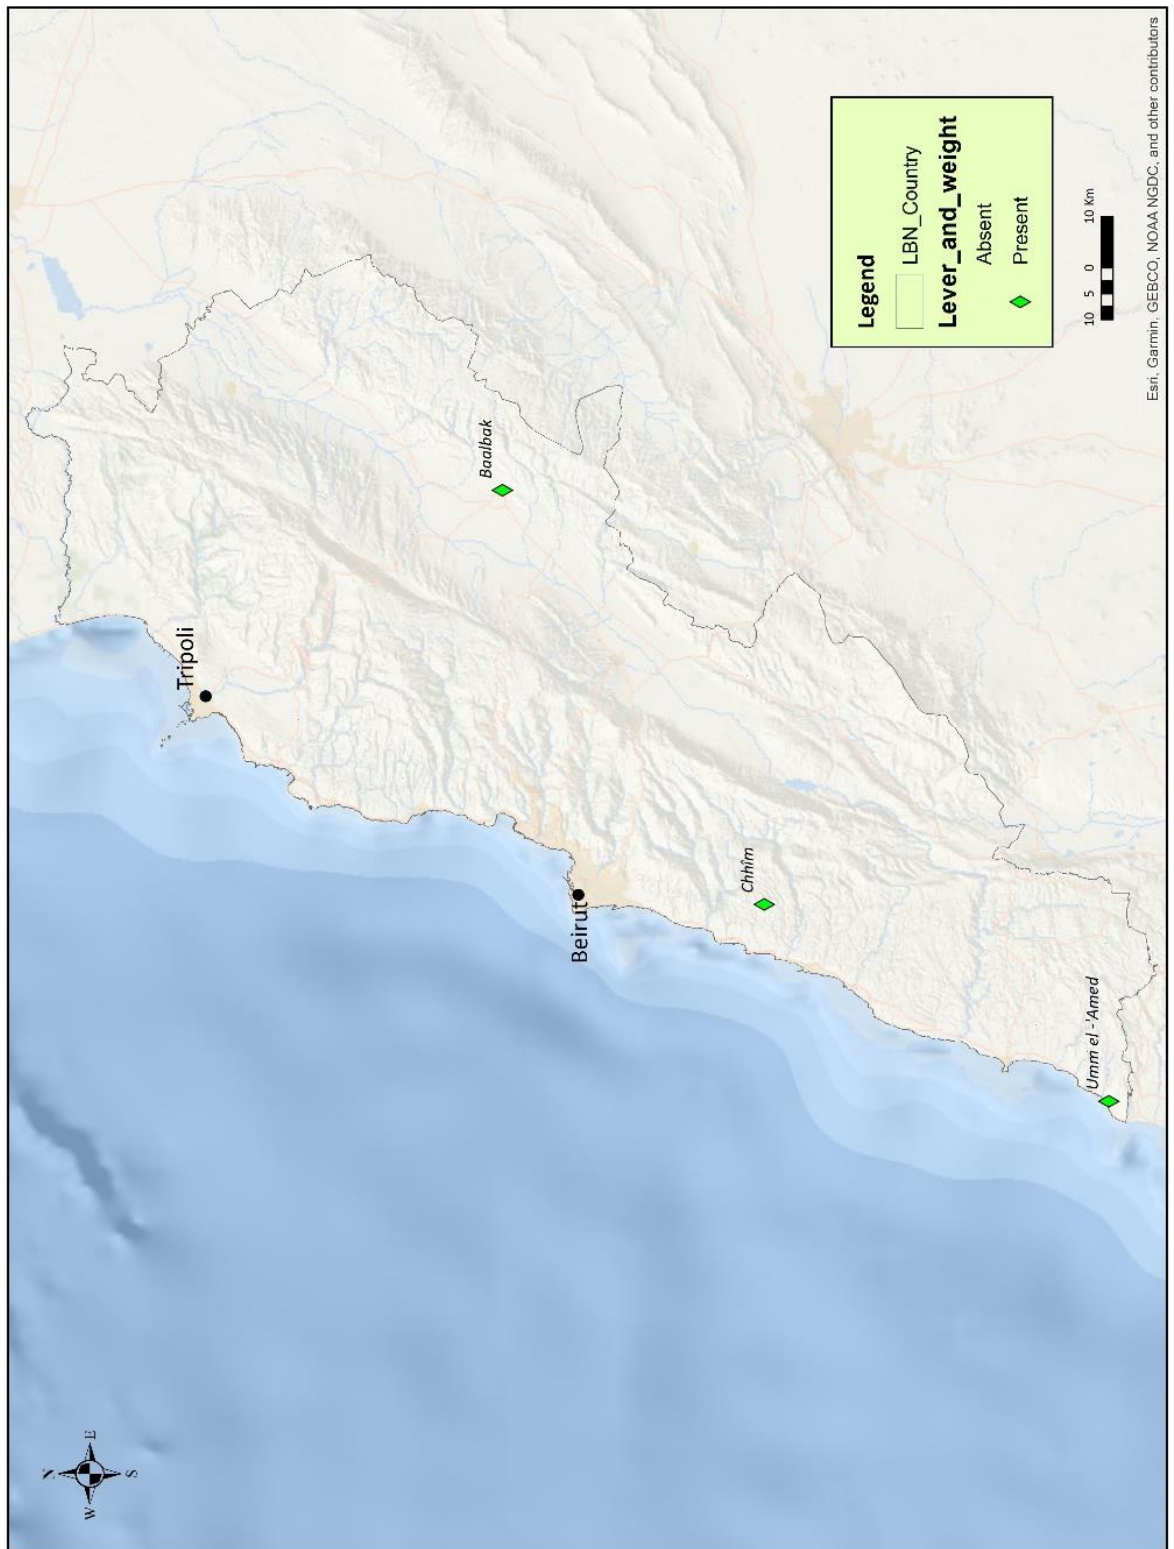 N
W
E
S
Tripoli
Baalbak
Beirut
Chhîm
Umm el -'Amed
Legend
LBN_Country
Lever_and_weight
Absent
Present
10 5 0 10 Km
Esri, Garmin, GEBCO, NOAA NGDC, and other contributors